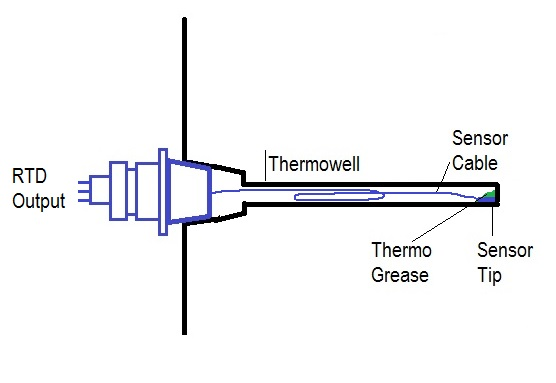 Sensor
Cable
Thermowell
RTD
Output
Thermo
Grease
Sensor
Tip